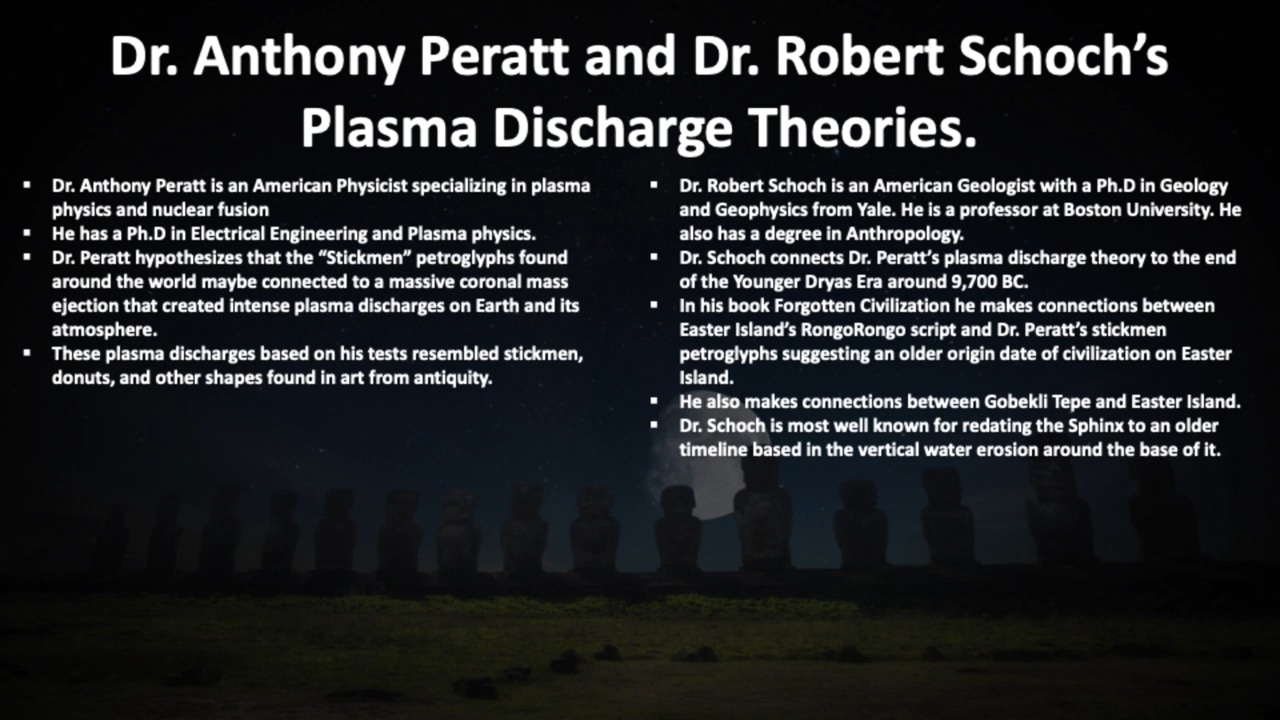 Dr. Anthony Peratt and Dr. Robert Schoch’s
Plasma Discharge Theories.
▪ Dr. Anthony Peratt is an American Physicist specializing in plasma
physics and nuclear fusion
▪ He has a Ph.D in Electrical Engineering and Plasma physics.
▪ Dr. Peratt hypothesizes that the “Stickmen” petroglyphs found
around the world maybe connected to a massive coronal mass
ejection that created intense plasma discharges on Earth and its
atmosphere.
▪ These plasma discharges based on his tests resembled stickmen,
donuts, and other shapes found in art from antiquity.
▪ Dr. Robert Schoch is an American Geologist with a Ph.D in Geology
and Geophysics from Yale. He is a professor at Boston University. He
also has a degree in Anthropology.
▪ Dr. Schoch connects Dr. Peratt’s plasma discharge theory to the end
of the Younger Dryas Era around 9,700 BC.
▪ In his book Forgotten Civilization he makes connections between
Easter Island’s RongoRongo script and Dr. Peratt’s stickmen
petroglyphs suggesting an older origin date of civilization on Easter
Island.
▪ He also makes connections between Gobekli Tepe and Easter Island.
▪ Dr. Schoch is most well known for redating the Sphinx to an older
timeline based in the vertical water erosion around the base of it.